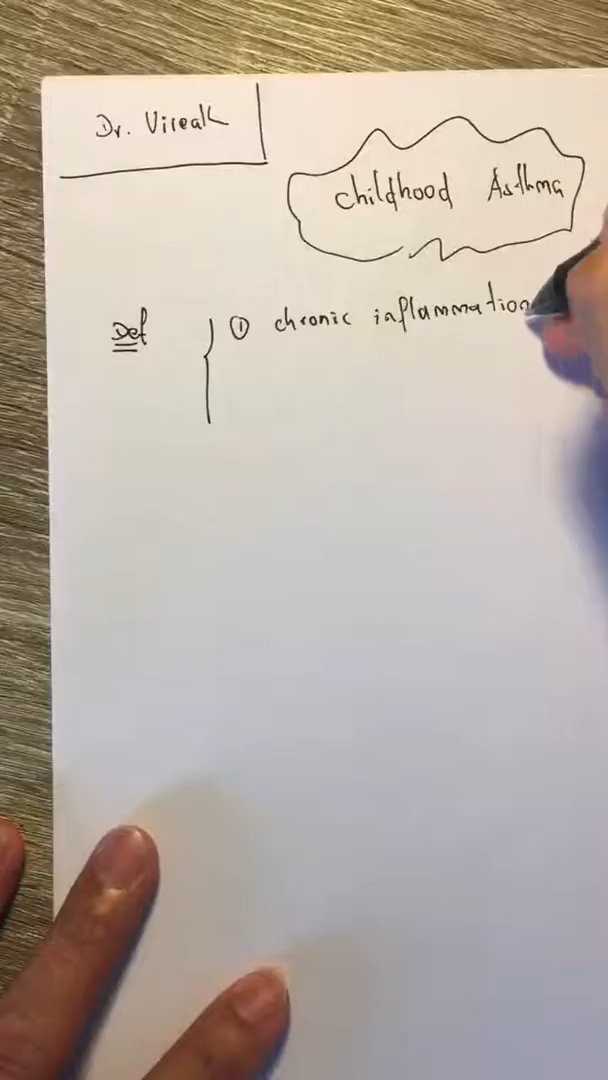 Dr. Vireak
childhood Asthma
Def
① chronic inflammation